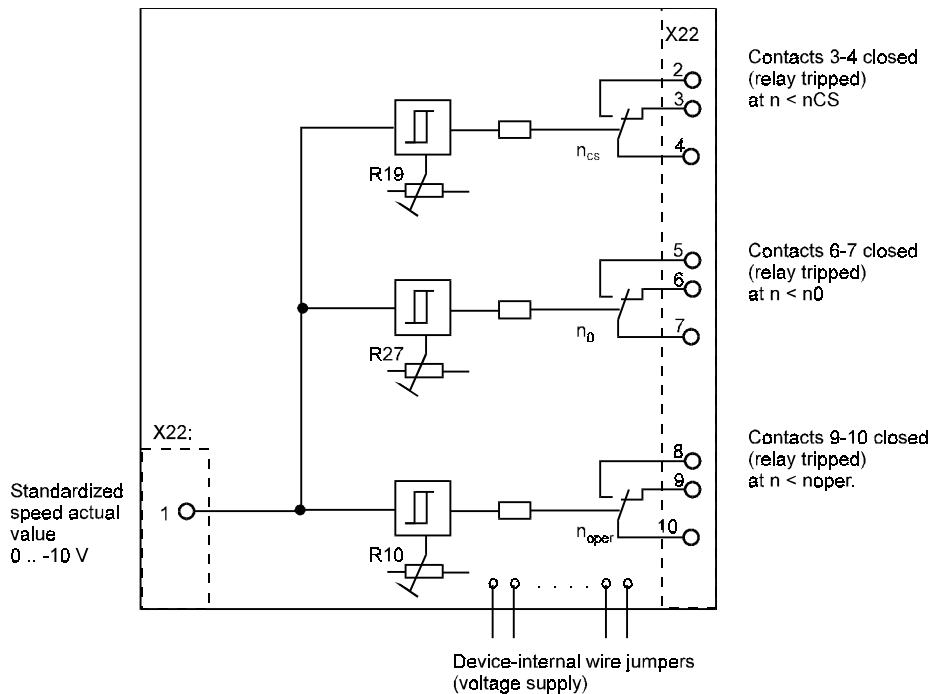 X22
2
Contacts 3-4 closed
(relay tripped)
at n < nCS
3
nCS
4
R19
5
Contacts 6-7 closed
(relay tripped)
at n < n0
6
n0
7
R27
X22:
8
Contacts 9-10 closed
(relay tripped)
at n < noper.
9
Standardized
speed actual
value
0 .. -10 V
1
noper
10
R10
. . . . .
Device-internal wire jumpers
(voltage supply)